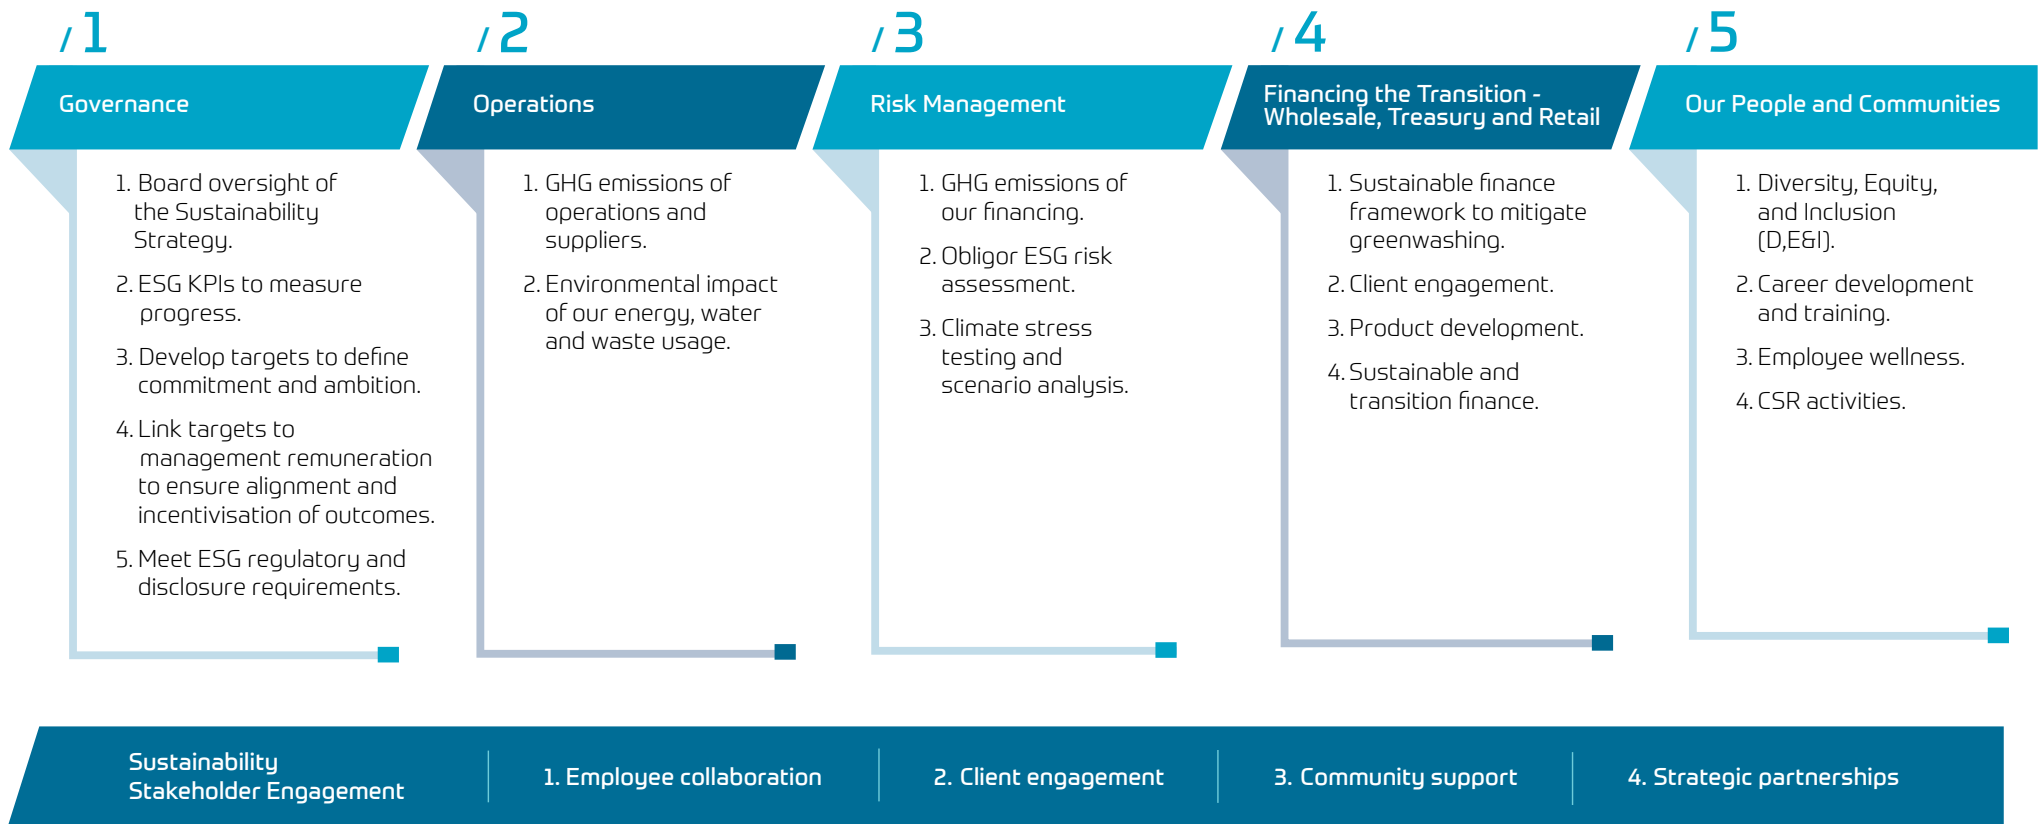 / 1
Governance
1. Board oversight of
the Sustainability
Strategy.
2. ESG KPIs to measure
progress.
3. Develop targets to define
commitment and ambition.
4. Link targets to
management remuneration
to ensure alignment and
incentivisation of outcomes.
5. Meet ESG regulatory and
disclosure requirements.
/ 2
Operations
1. GHG emissions of
operations and
suppliers.
2. Environmental impact
of our energy, water
and waste usage.
/ 3
Risk Management
1. GHG emissions of
our financing.
2. Obligor ESG risk
assessment.
3. Climate stress
testing and
scenario analysis.
/ 4
Financing the Transition -
Wholesale, Treasury and Retail
1. Sustainable finance
framework to mitigate
greenwashing.
2. Client engagement.
3. Product development.
4. Sustainable and
transition finance.
/ 5
Our People and Communities
1. Diversity, Equity,
and Inclusion
(D,E&I).
2. Career development
and training.
3. Employee wellness.
4. CSR activities.
Sustainability
Stakeholder Engagement
1. Employee collaboration
2. Client engagement
3. Community support
4. Strategic partnerships